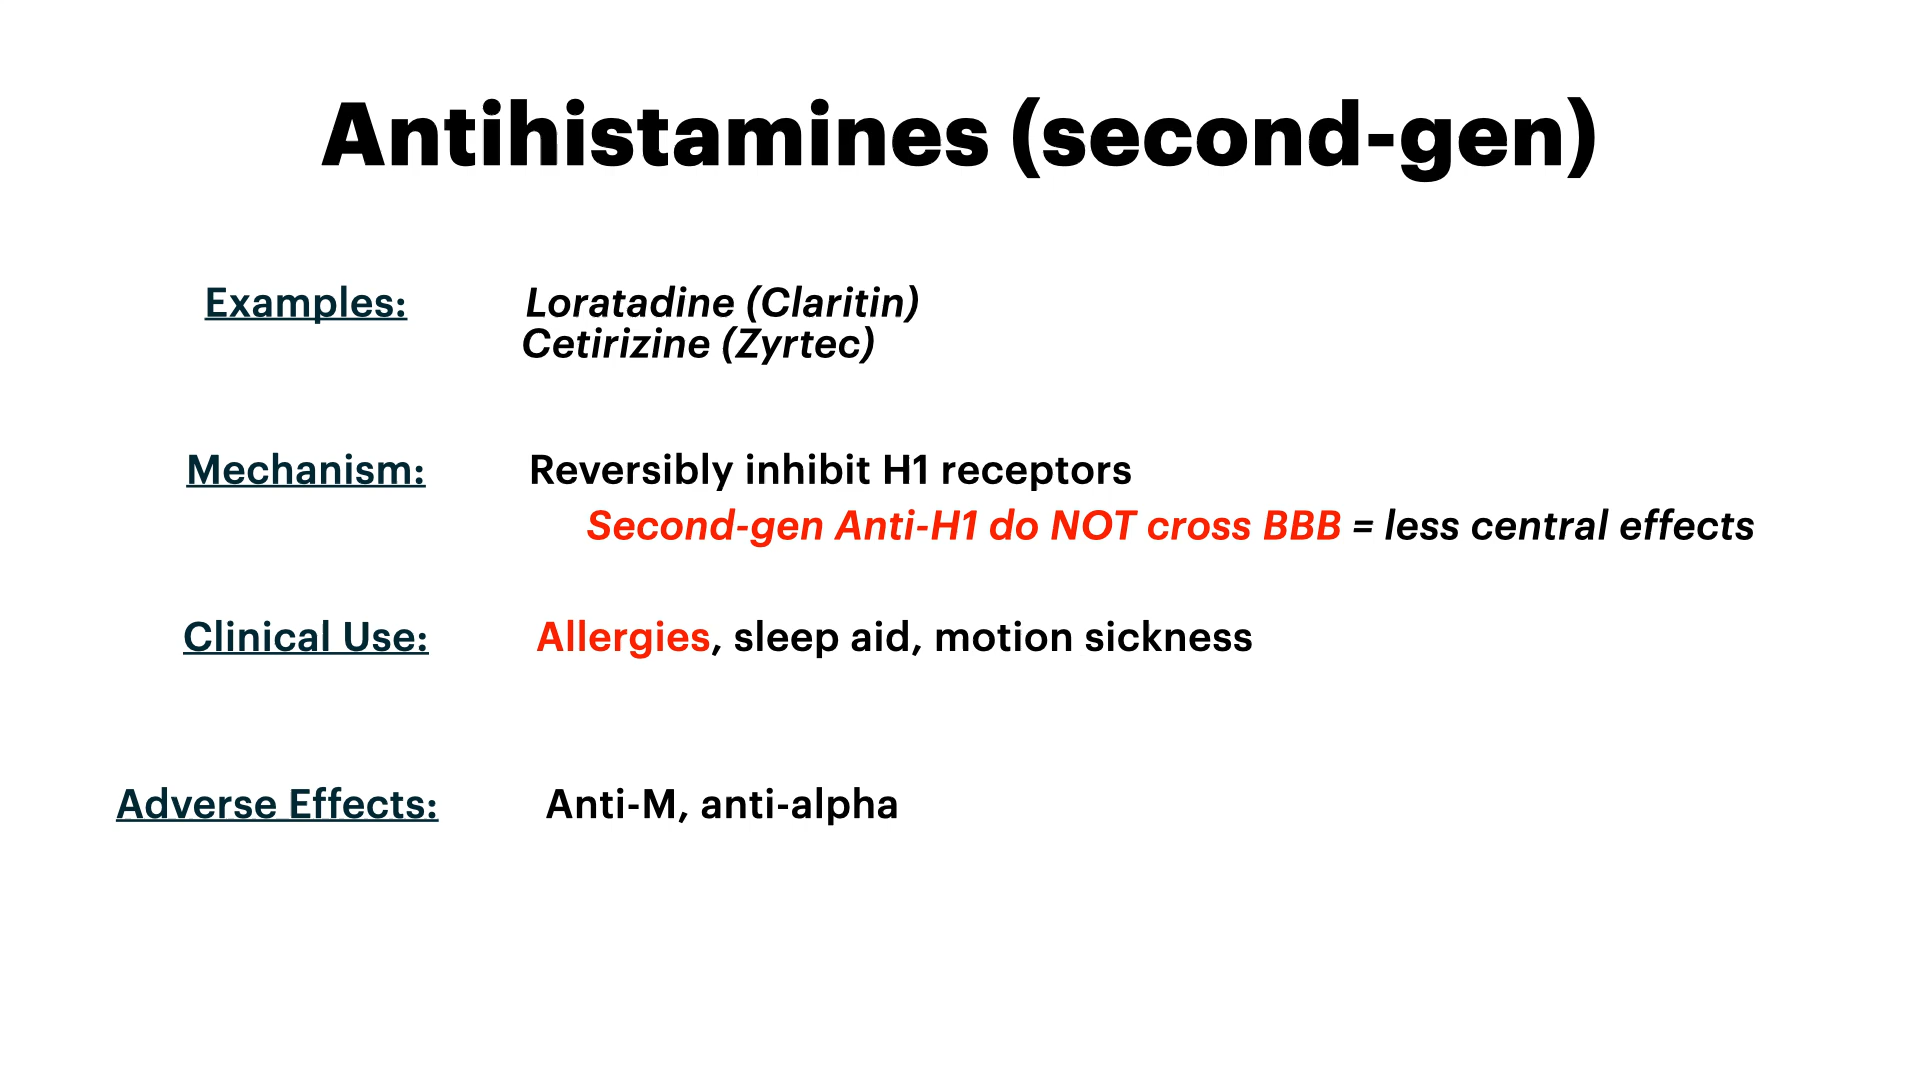 Antihistamines (second-gen)
Examples: Loratadine (Claritin)
Cetirizine (Zyrtec)
Mechanism: Reversibly inhibit H1 receptors
Second-gen Anti-H1 do NOT cross BBB = less central effects
Clinical Use: Allergies, sleep aid, motion sickness
Adverse Effects: Anti-M, anti-alpha